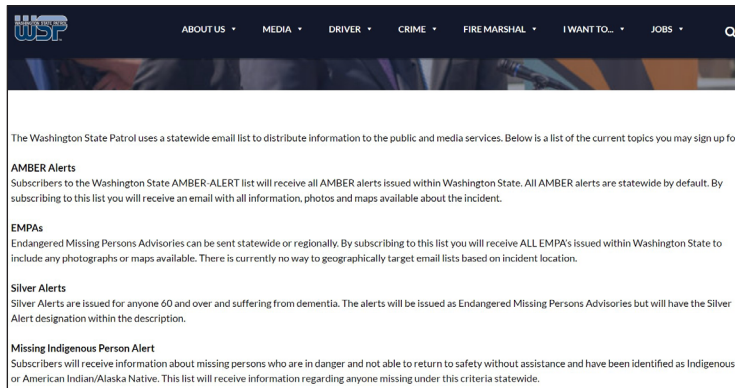 WASHINGTON STATE PATROL
WSP
ABOUT US MEDIA DRIVER CRIME FIRE MARSHAL I WANT TO... JOBS
The Washington State Patrol uses a statewide email list to distribute information to the public and media services. Below is a list of the current topics you may sign up fo
AMBER Alerts
Subscribers to the Washington State AMBER-ALERT list will receive all AMBER alerts issued within Washington State. All AMBER alerts are statewide by default. By
subscribing to this list you will receive an email with all information, photos and maps available about the incident.
EMPAs
Endangered Missing Persons Advisories can be sent statewide or regionally. By subscribing to this list you will receive ALL EMPA's issued within Washington State to
include any photographs or maps available. There is currently no way to geographically target email lists based on incident location.
Silver Alerts
Silver Alerts are issued for anyone 60 and over and suffering from dementia. The alerts will be issued as Endangered Missing Persons Advisories but will have the Silver
Alert designation within the description.
Missing Indigenous Person Alert
Subscribers will receive information about missing persons who are in danger and not able to return to safety without assistance and have been identified as Indigenous
or American Indian/Alaska Native. This list will receive information regarding anyone missing under this criteria statewide.